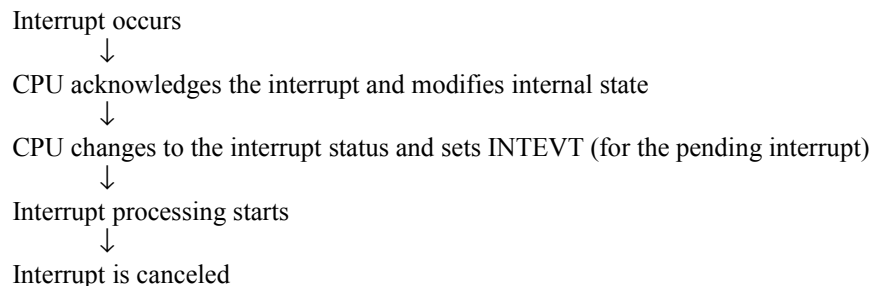 Interrupt occurs
↓
CPU acknowledges the interrupt and modifies internal state
↓
CPU changes to the interrupt status and sets INTEVT (for the pending interrupt)
↓
Interrupt processing starts
↓
Interrupt is canceled